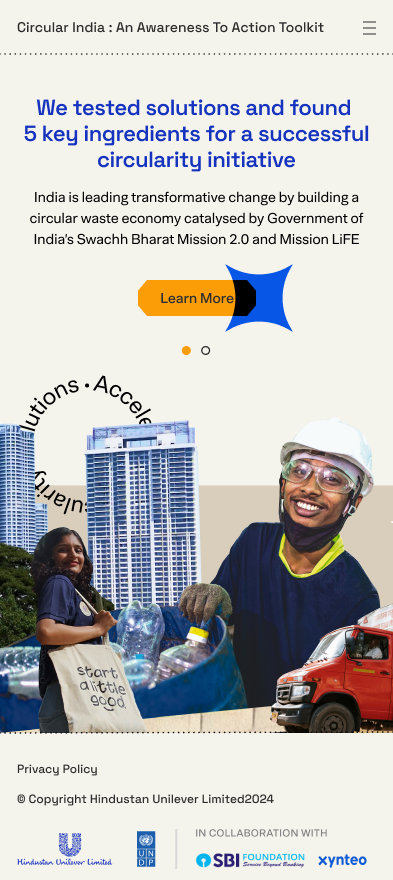 Circular India : An Awareness To Action Toolkit
We tested solutions and found
5 key ingredients for a successful
circularity initiative
India is leading transformative change by building a
circular waste economy catalysed by Government of
India's Swachh Bharat Mission 2.0 and Mission LiFE
Learn More
lutions • Accele
ularity
start
a little
good
Privacy Policy
© Copyright Hindustan Unilever Limited2024
IN COLLABORATION WITH
Hindustan Unilever Limited
UN
DP
SBI FOUNDATION
Service Beyond Banking
xynteo